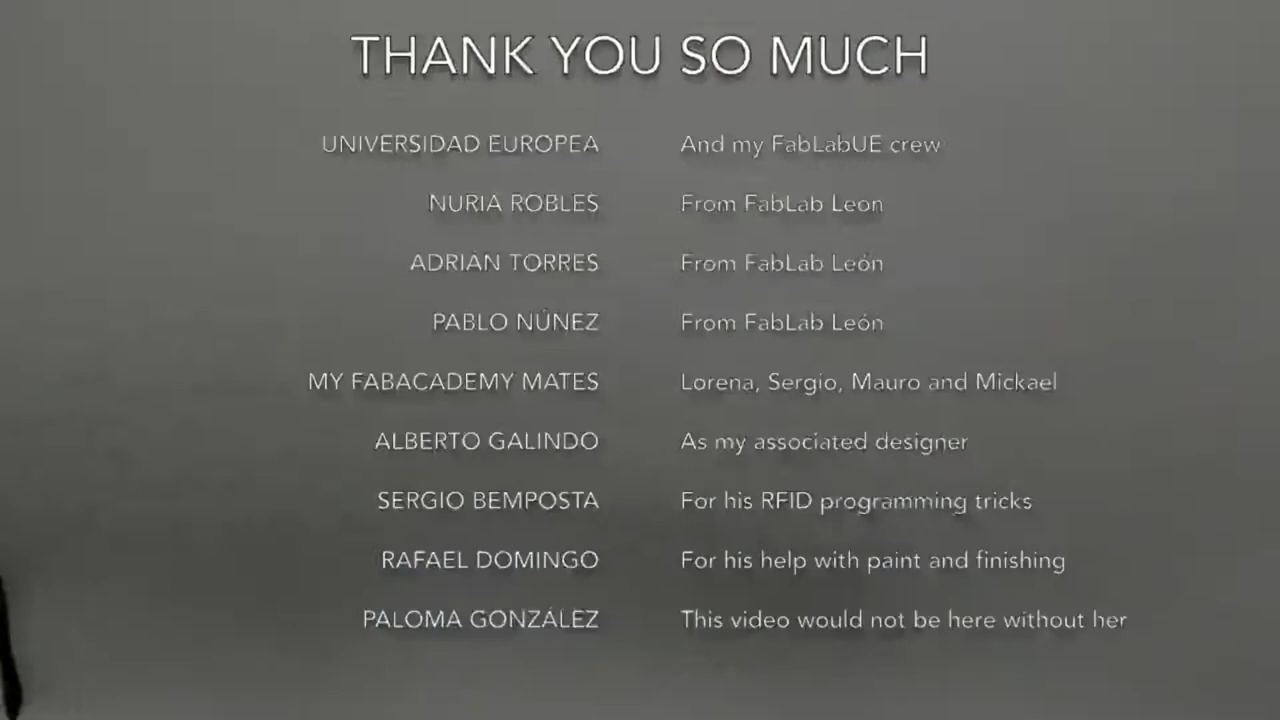 THANK YOU SO MUCH
UNIVERSIDAD EUROPEA And my FabLabUE crew
NURIA ROBLES From FabLab Leon
ADRIÁN TORRES From FabLab León
PABLO NÚÑEZ From FabLab León
MY FABACADEMY MATES Lorena, Sergio, Mauro and Mickael
ALBERTO GALINDO As my associated designer
SERGIO BEMPOSTA For his RFID programming tricks
RAFAEL DOMINGO For his help with paint and finishing
PALOMA GONZÁLEZ This video would not be here without her